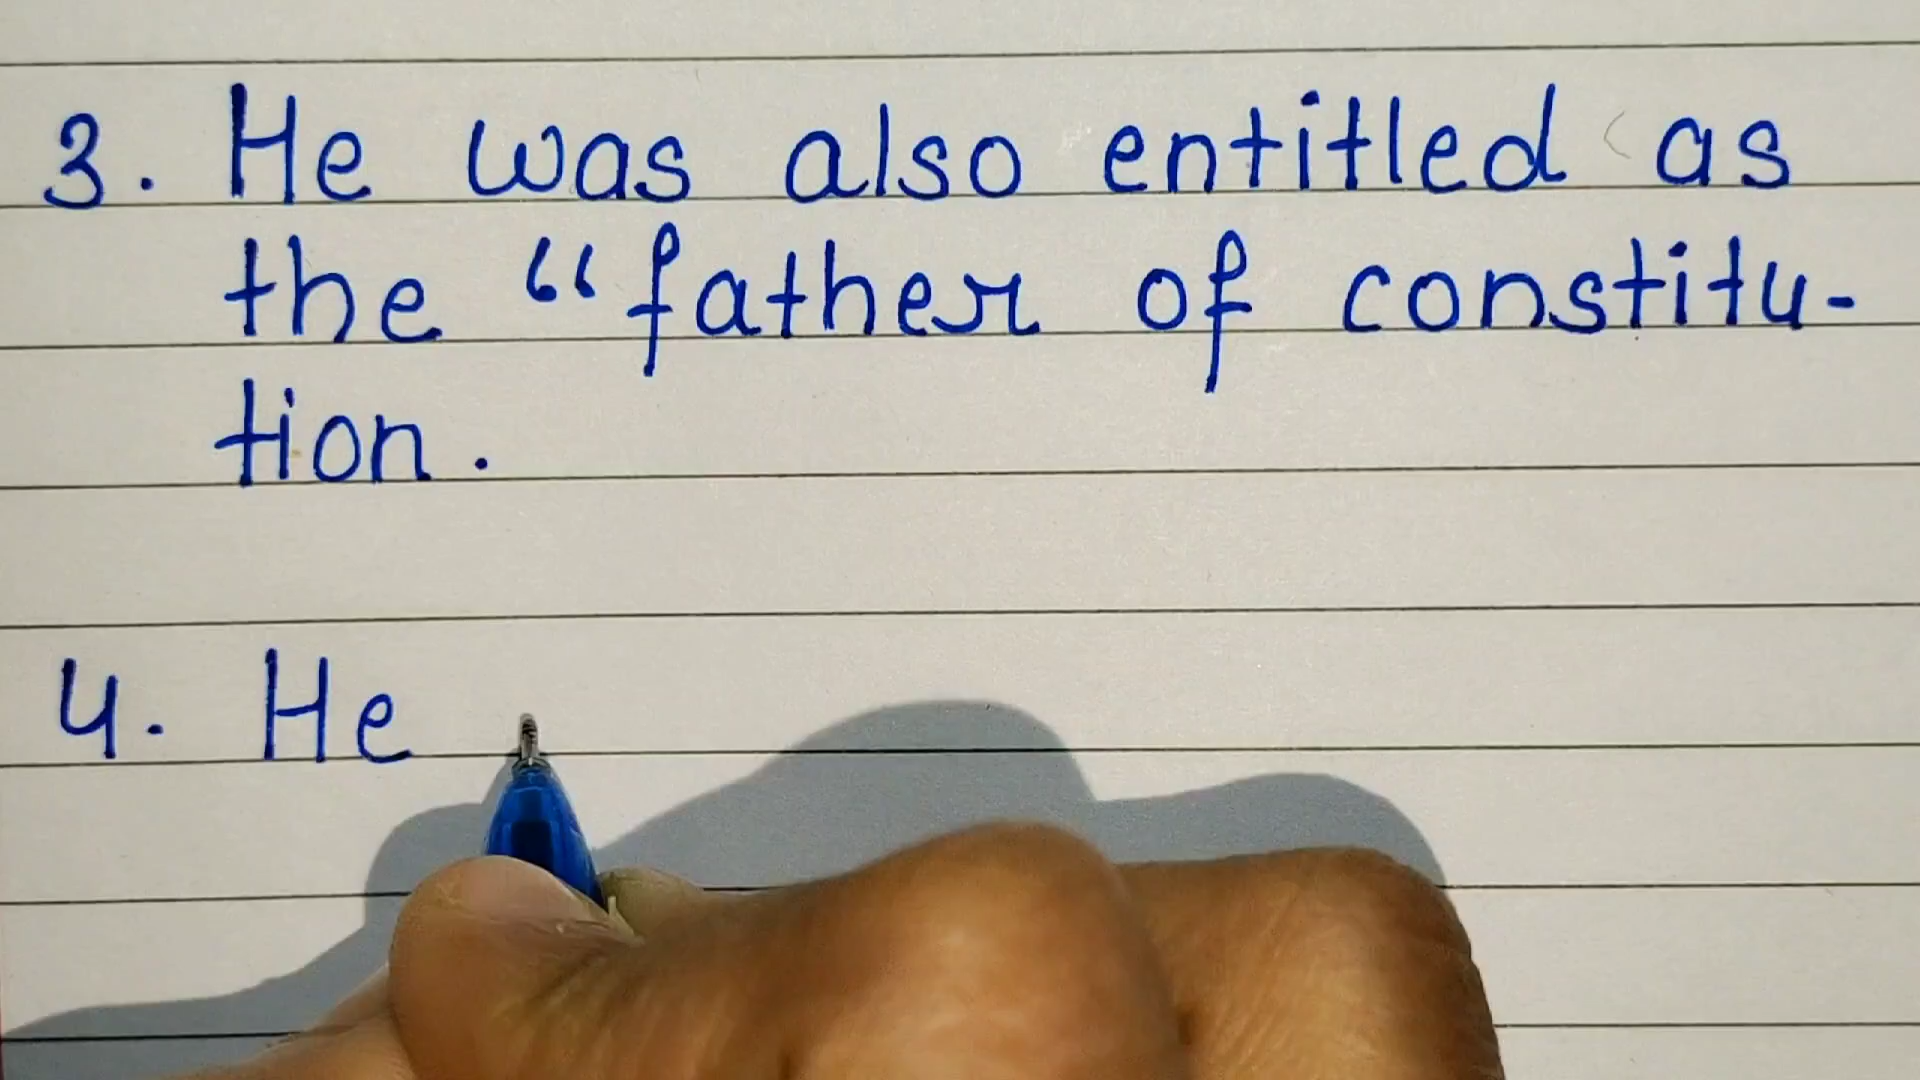 3. He was also entitled as
the “father of constitu-
tion.
4. He